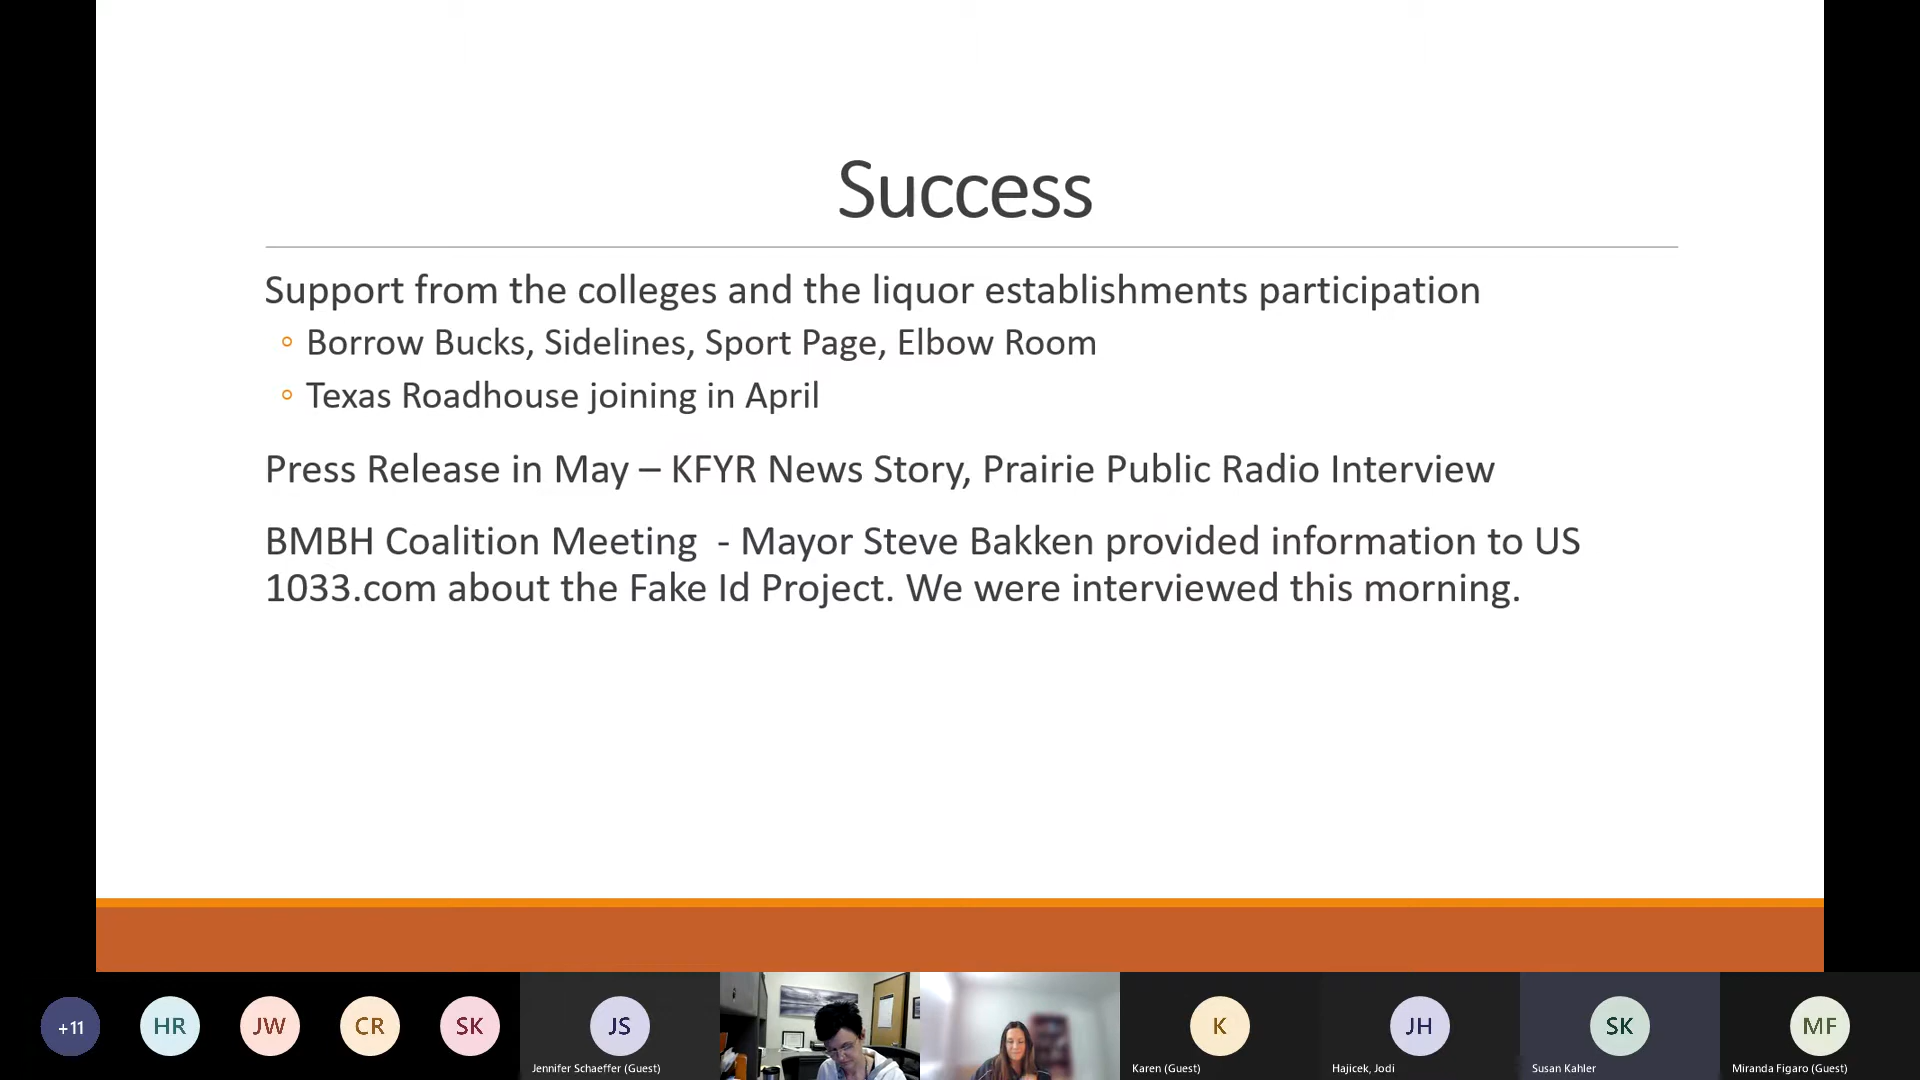 Success
Support from the colleges and the liquor establishments participation
Borrow Bucks, Sidelines, Sport Page, Elbow Room
Texas Roadhouse joining in April
Press Release in May – KFYR News Story, Prairie Public Radio Interview
BMBH Coalition Meeting  - Mayor Steve Bakken provided information to US
1033.com about the Fake Id Project. We were interviewed this morning.
+11
HR
JW
CR
SK
JS
Jennifer Schaeffer (Guest)
K
Karen (Guest)
JH
Hajicek, Jodi
SK
Susan Kahler
MF
Miranda Figaro (Guest)